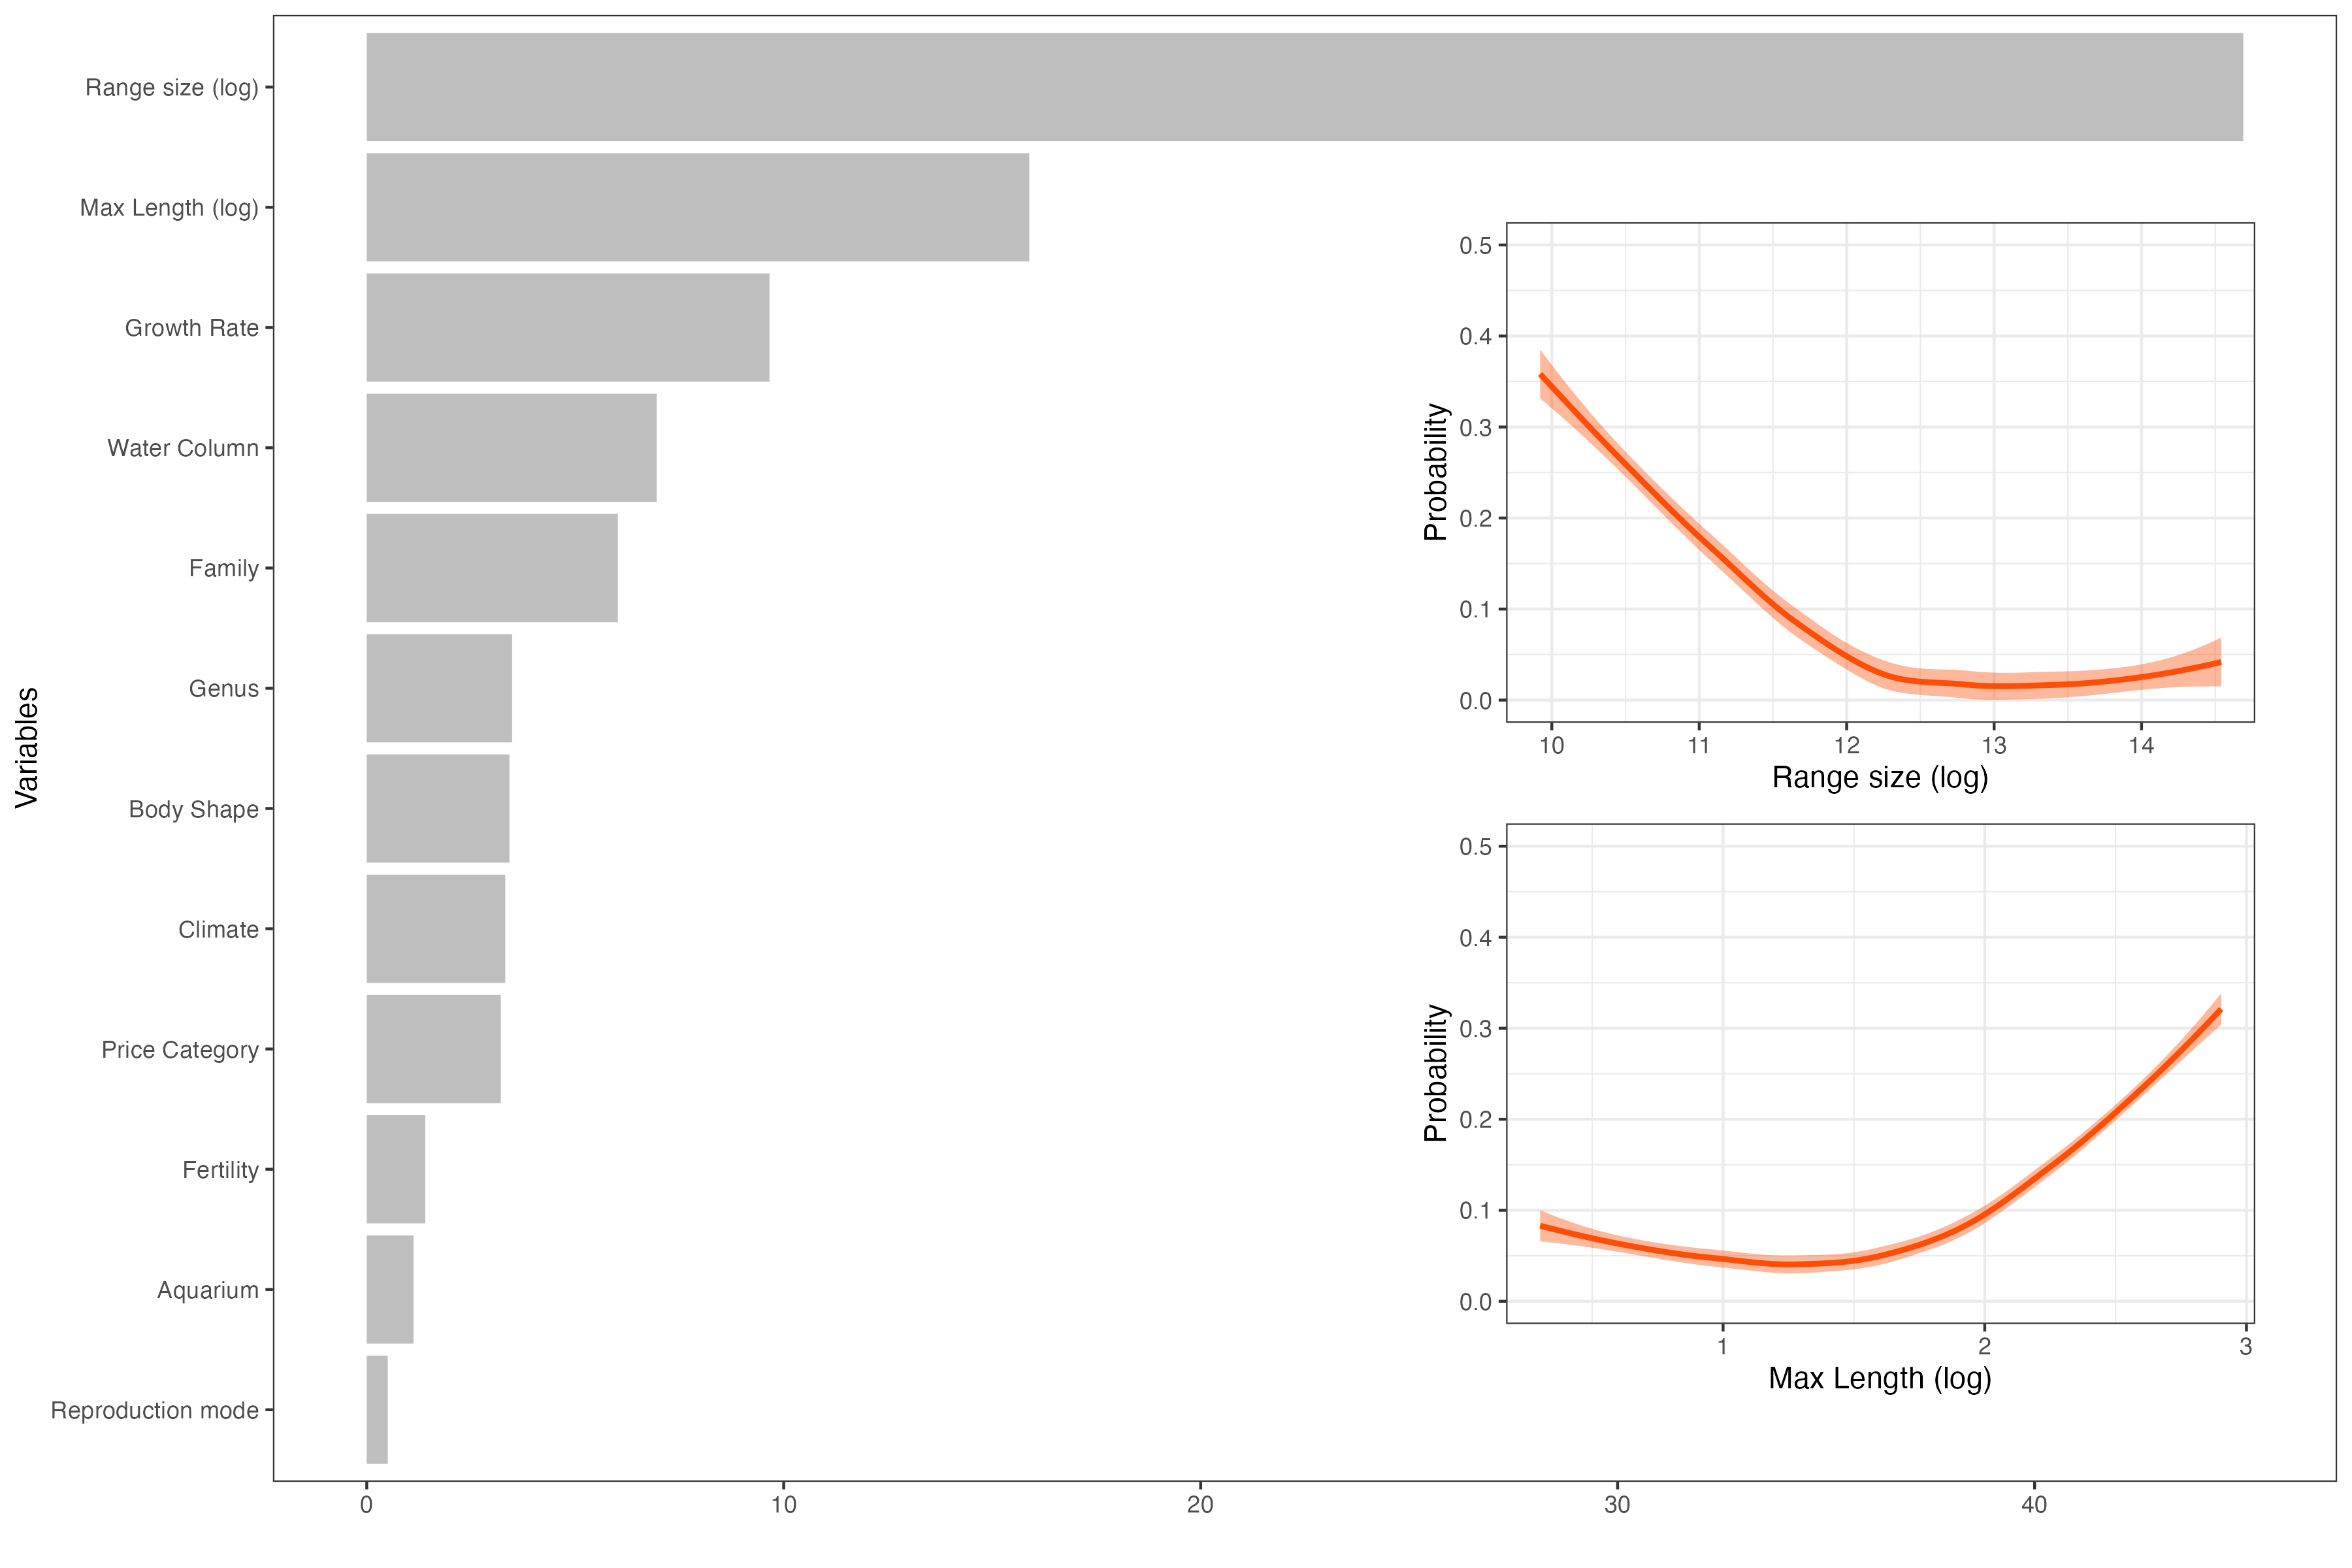 Variables
Range size (log)
Max Length (log)
Growth Rate
Water Column
Family
Genus
Body Shape
Climate
Price Category
Fertility
Aquarium
Reproduction mode
0 10 20 30 40
Probability
0.5
0.4
0.3
0.2
0.1
0.0
10 11 12 13 14
Range size (log)
Probability
0.5
0.4
0.3
0.2
0.1
0.0
1 2 3
Max Length (log)